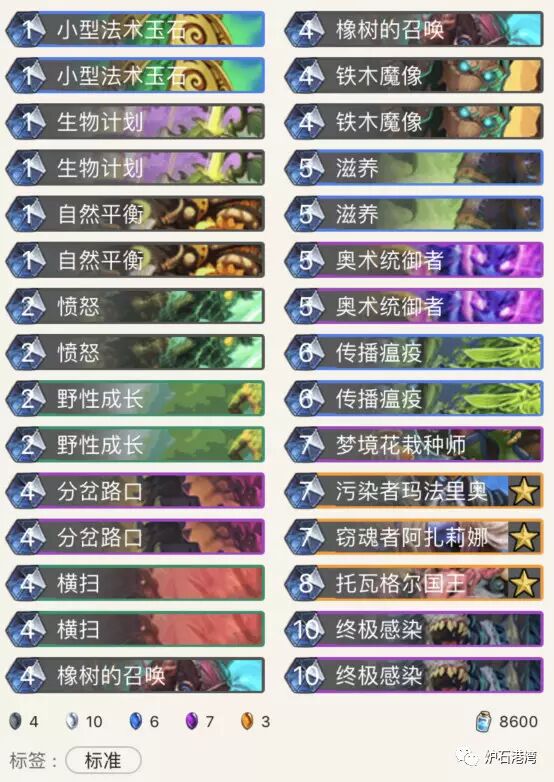 1 小型法术玉石
1 小型法术玉石
1 生物计划
1 生物计划
1 自然平衡
1 自然平衡
2 愤怒
2 愤怒
2 野性成长
2 野性成长
4 分岔路口
4 分岔路口
4 横扫
4 横扫
4 橡树的召唤
4 橡树的召唤
4 铁木魔像
4 铁木魔像
5 滋养
5 滋养
5 奥术统御者
5 奥术统御者
6 传播瘟疫
6 传播瘟疫
7 梦境花栽种师
7 污染者玛法里奥
7 窃魂者阿扎莉娜
8 托瓦格尔国王
10 终极感染
10 终极感染
4 10 6 7 3 8600
标签： 标准
炉石港湾